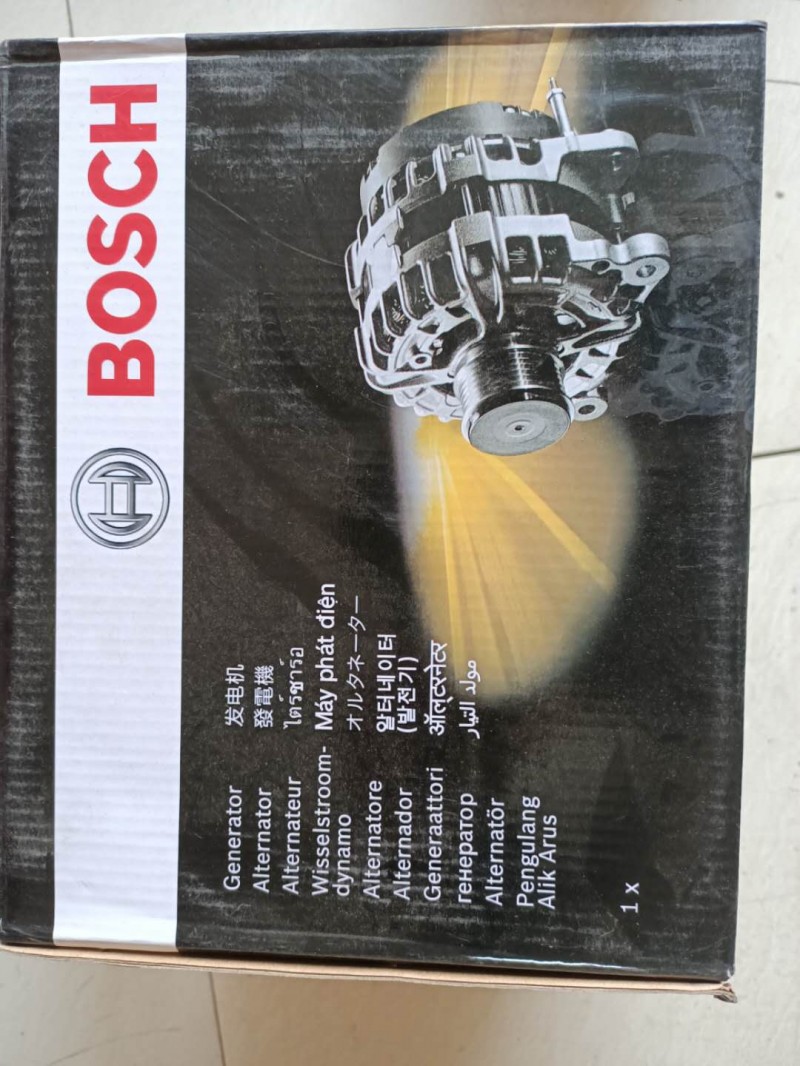 BOSCH
Generator
Alternator
Alternateur
Wisselstroom-
dynamo
Alternatore
Alternador
Generaattori
генератор
Alternatör
Pengulang
Alik Arus
发电机
發電機
ไดร์ชาร์จ
Máy phát điện
オルタネーター
알터네이터
(발전기)
ऑल्टरनेटर
مولد التيار
1 x